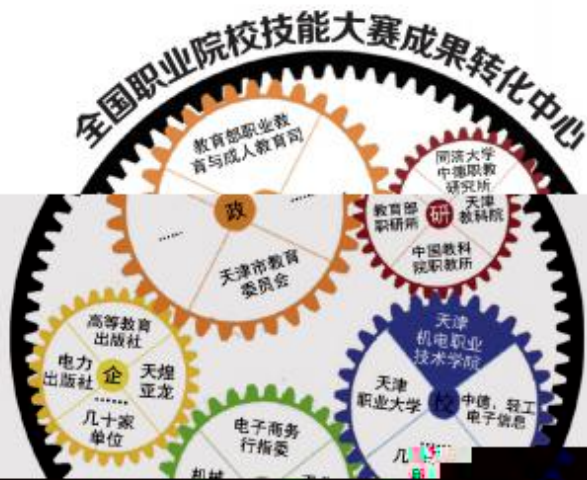 全国职业院校技能大赛成果转化中心
教育部职业教
育与成人教育司
政
......
......
天津市教育
委员会
同济大学
中德职教
研究所
教育部
职研所
研
天津
教科院
中国教科
院职教所
高等教育
出版社
电力
出版社
企
天煌
亚龙
......
几十家
单位
天津
机电职业
技术学院
天津
职业大学
校
中德、轻工
电子信息
......
电子商务
行指委
机械